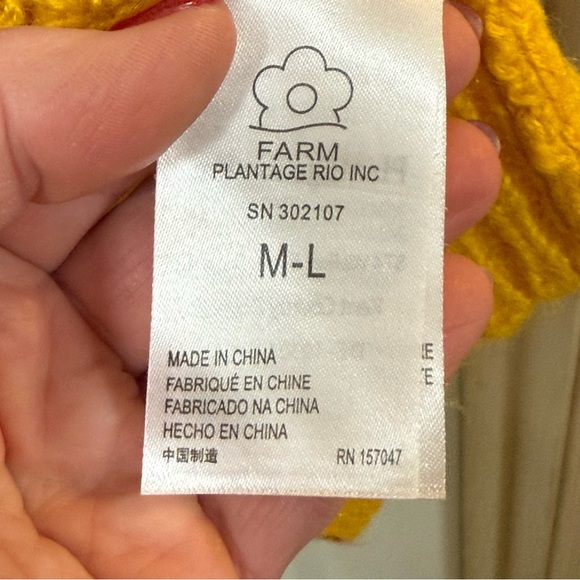 FARM
PLANTAGE RIO INC
SN 302107
M-L
MADE IN CHINA
FABRIQUÉ EN CHINE
FABRICADO NA CHINA
HECHO EN CHINA
中国制造
RN 157047